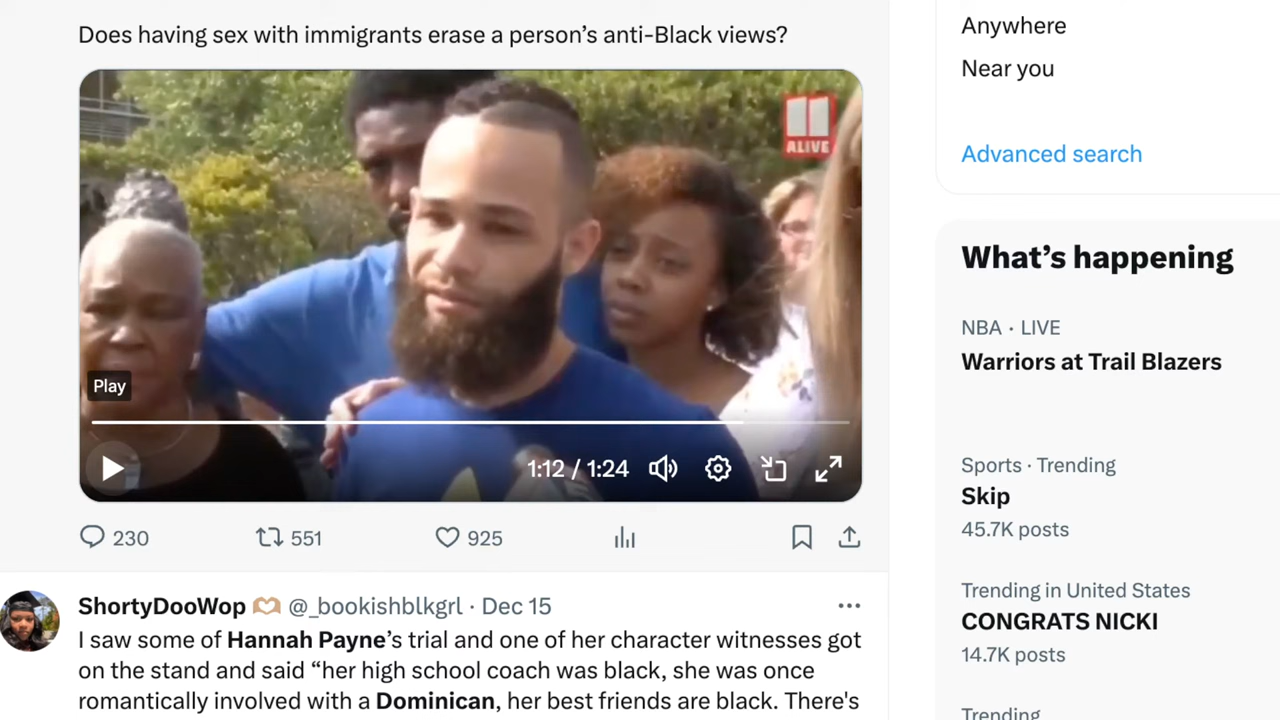 Does having sex with immigrants erase a person’s anti-Black views?
11
ALIVE
Play
1:12 / 1:24
230
551
925
ShortyDooWop @_bookishblkgrl · Dec 15
I saw some of Hannah Payne’s trial and one of her character witnesses got
on the stand and said “her high school coach was black, she was once
romantically involved with a Dominican, her best friends are black. There's
Anywhere
Near you
Advanced search
What’s happening
NBA · LIVE
Warriors at Trail Blazers
Sports · Trending
Skip
45.7K posts
Trending in United States
CONGRATS NICKI
14.7K posts
Trending